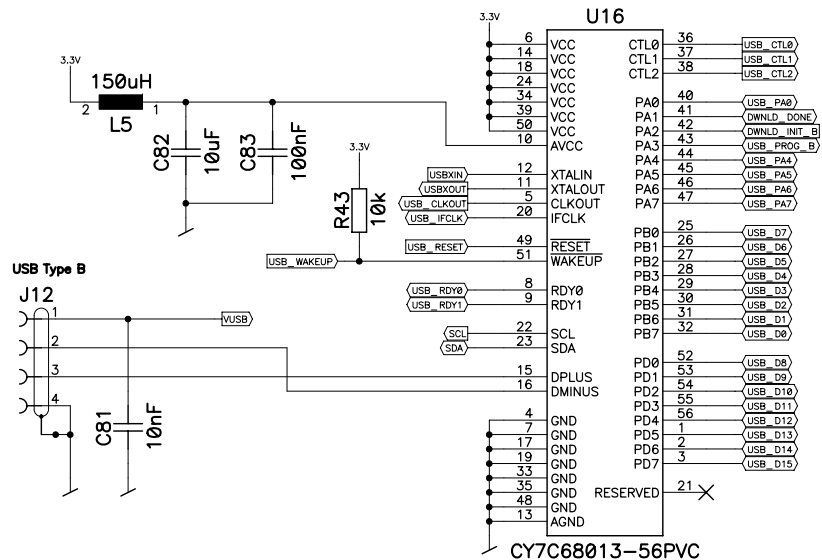 U16
3.3V
6 VCC CTL0 36 USB_CTL0
14 VCC CTL1 37 USB_CTL1
18 VCC CTL2 38 USB_CTL2
24 VCC
34 VCC PA0 40 USB_PA0
39 VCC PA1 41 DWNLD_DONE
50 VCC PA2 42 DWNLD_INIT_B
10 AVCC PA3 43 USB_PROG_B
PA4 44 USB_PA4
USBXIN 12 XTALIN PA5 45 USB_PA5
USBXOUT 11 XTALOUT PA6 46 USB_PA6
USB_CLKOUT 5 CLKOUT PA7 47 USB_PA7
USB_IFCLK 20 IFCLK
PB0 25 USB_D7
USB_RESET 49 RESET PB1 26 USB_D6
USB_WAKEUP 51 WAKEUP PB2 27 USB_D5
PB3 28 USB_D4
USB_RDY0 8 RDY0 PB4 29 USB_D3
USB_RDY1 9 RDY1 PB5 30 USB_D2
PB6 31 USB_D1
SCL 22 SCL PB7 32 USB_D0
SDA 23 SDA
PD0 52 USB_D8
15 DPLUS PD1 53 USB_D9
16 DMINUS PD2 54 USB_D10
PD3 55 USB_D11
4 GND PD4 56 USB_D12
7 GND PD5 1 USB_D13
17 GND PD6 2 USB_D14
19 GND PD7 3 USB_D15
33 GND
35 GND RESERVED 21
48 GND
13 AGND
CY7C68013-56PVC
3.3V
150uH
2 L5 1
C82 10uF
C83 100nF
3.3V
R43 10k
USB Type B
J12
1 VUSB
2
3
4
C81 10nF